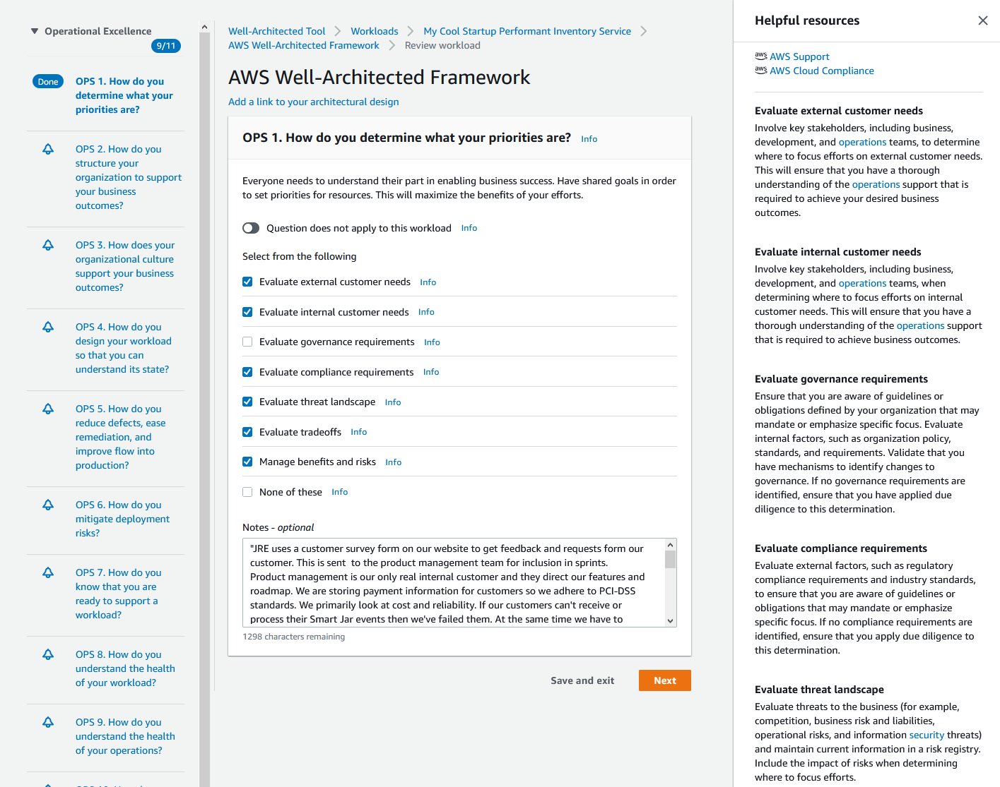 Operational Excellence
9/11
Done
OPS 1. How do you
determine what your
priorities are?
OPS 2. How do you
structure your
organization to support
your business
outcomes?
OPS 3. How does your
organizational culture
support your business
outcomes?
OPS 4. How do you
design your workload
so that you can
understand its state?
OPS 5. How do you
reduce defects, ease
remediation, and
improve flow into
production?
OPS 6. How do you
mitigate deployment
risks?
OPS 7. How do you
know that you are
ready to support a
workload?
OPS 8. How do you
understand the health
of your workload?
OPS 9. How do you
understand the health
of your operations?
Well-Architected Tool > Workloads > My Cool Startup Performant Inventory Service >
AWS Well-Architected Framework > Review workload
AWS Well-Architected Framework
Add a link to your architectural design
OPS 1. How do you determine what your priorities are? Info
Everyone needs to understand their part in enabling business success. Have shared goals in order
to set priorities for resources. This will maximize the benefits of your efforts.
Question does not apply to this workload Info
Select from the following
Evaluate external customer needs Info
Evaluate internal customer needs Info
Evaluate governance requirements Info
Evaluate compliance requirements Info
Evaluate threat landscape Info
Evaluate tradeoffs Info
Manage benefits and risks Info
None of these Info
Notes - optional
"JRE uses a customer survey form on our website to get feedback and requests form our
customer. This is sent  to the product management team for inclusion in sprints.
Product management is our only real internal customer and they direct our features and
roadmap. We are storing payment information for customers so we adhere to PCI-DSS
standards. We primarily look at cost and reliability. If our customers can't receive or
process their Smart Jar events then we've failed them. At the same time we have to
1298 characters remaining
Save and exit
Next
Helpful resources
aws AWS Support
aws AWS Cloud Compliance
Evaluate external customer needs
Involve key stakeholders, including business,
development, and operations teams, to determine
where to focus efforts on external customer needs.
This will ensure that you have a thorough
understanding of the operations support that is
required to achieve your desired business
outcomes.
Evaluate internal customer needs
Involve key stakeholders, including business,
development, and operations teams, when
determining where to focus efforts on internal
customer needs. This will ensure that you have a
thorough understanding of the operations support
that is required to achieve business outcomes.
Evaluate governance requirements
Ensure that you are aware of guidelines or
obligations defined by your organization that may
mandate or emphasize specific focus. Evaluate
internal factors, such as organization policy,
standards, and requirements. Validate that you
have mechanisms to identify changes to
governance. If no governance requirements are
identified, ensure that you have applied due
diligence to this determination.
Evaluate compliance requirements
Evaluate external factors, such as regulatory
compliance requirements and industry standards,
to ensure that you are aware of guidelines or
obligations that may mandate or emphasize
specific focus. If no compliance requirements are
identified, ensure that you apply due diligence to
this determination.
Evaluate threat landscape
Evaluate threats to the business (for example,
competition, business risk and liabilities,
operational risks, and information security threats)
and maintain current information in a risk registry.
Include the impact of risks when determining
where to focus efforts.